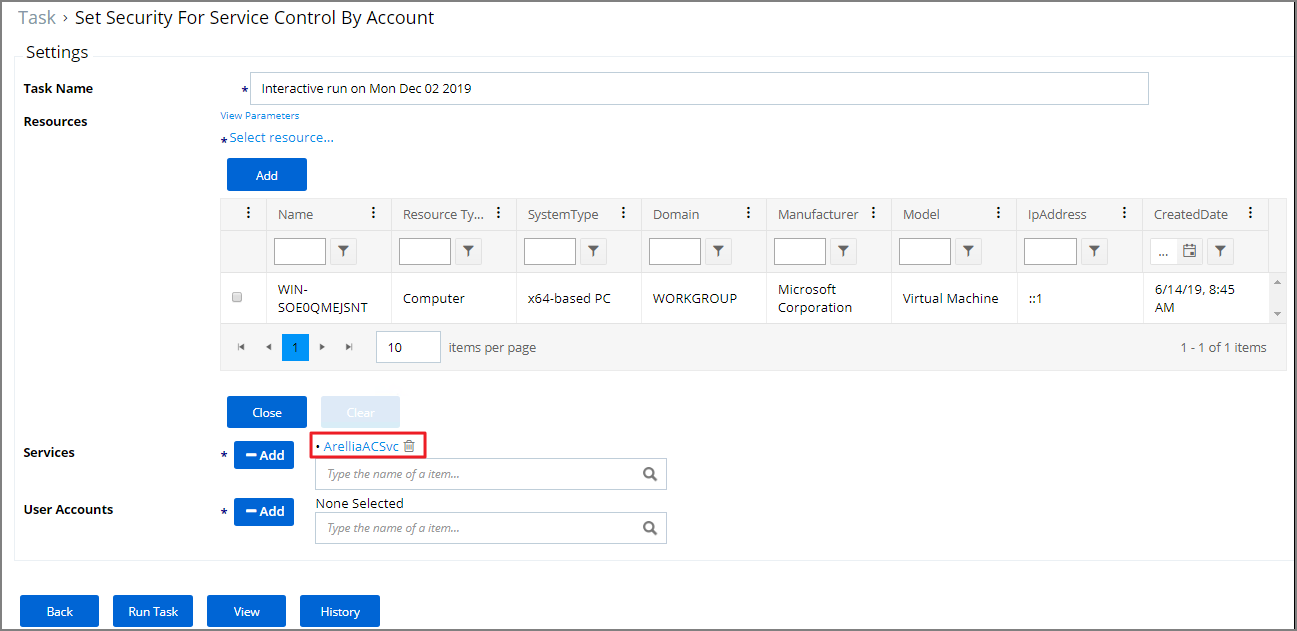 Task › Set Security For Service Control By Account
Settings
Task Name * Interactive run on Mon Dec 02 2019
Resources View Parameters
* Select resource...
Add
Name Resource Ty... SystemType Domain Manufacturer Model IpAddress CreatedDate
...
WIN-SOE0QMEJSNT Computer x64-based PC WORKGROUP Microsoft Corporation Virtual Machine ::1 6/14/19, 8:45 AM
1 10 items per page 1 - 1 of 1 items
Close Clear
Services * Add • ArelliaACSvc
Type the name of a item...
User Accounts * Add None Selected
Type the name of a item...
Back Run Task View History